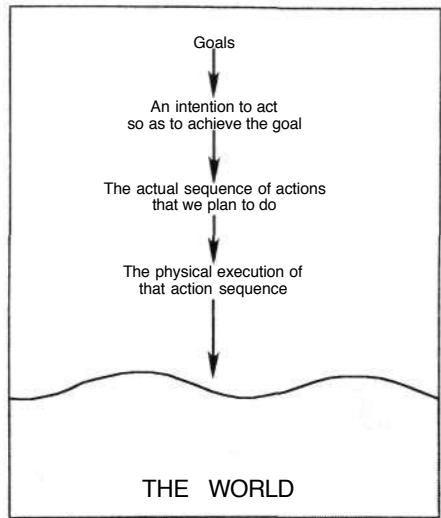 Goals
An intention to act
so as to achieve the goal
The actual sequence of actions
that we plan to do
The physical execution of
that action sequence
THE WORLD